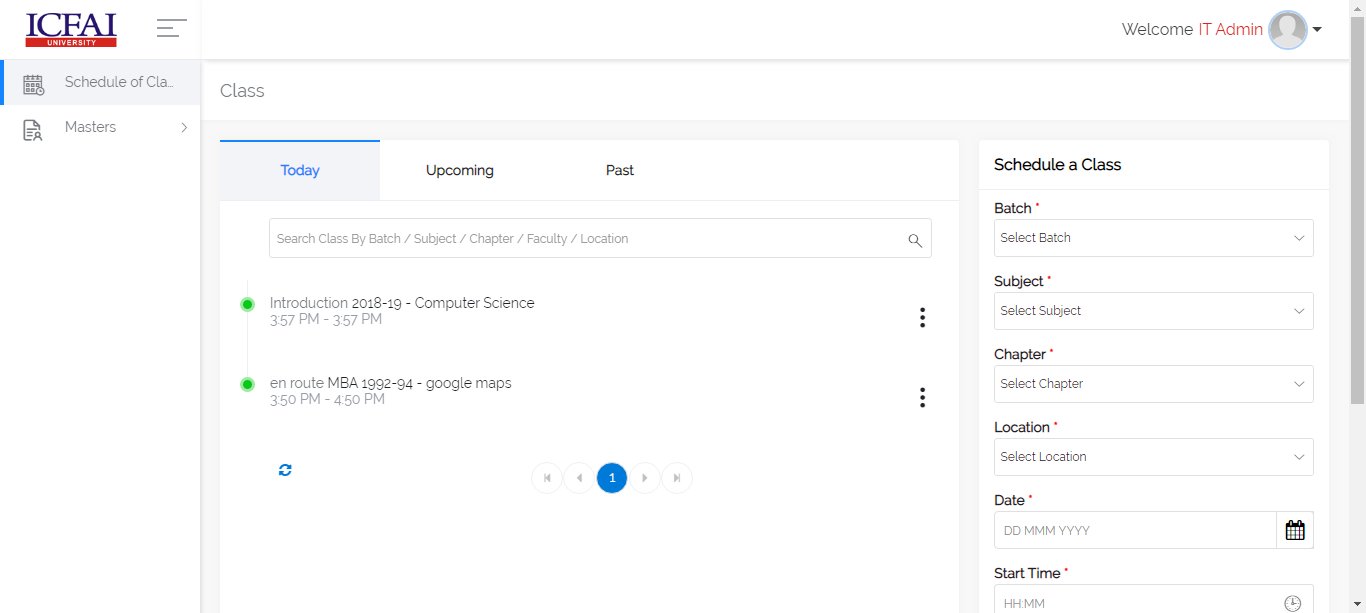 ICFAI
UNIVERSITY
Welcome IT Admin
Schedule of Cla...
Masters
Class
Today
Upcoming
Past
Search Class By Batch / Subject / Chapter / Faculty / Location
Introduction 2018-19 - Computer Science
3:57 PM - 3:57 PM
en route MBA 1992-94 - google maps
3:50 PM - 4:50 PM
1
Schedule a Class
Batch *
Select Batch
Subject *
Select Subject
Chapter *
Select Chapter
Location *
Select Location
Date *
DD MMM YYYY
Start Time *
HH:MM